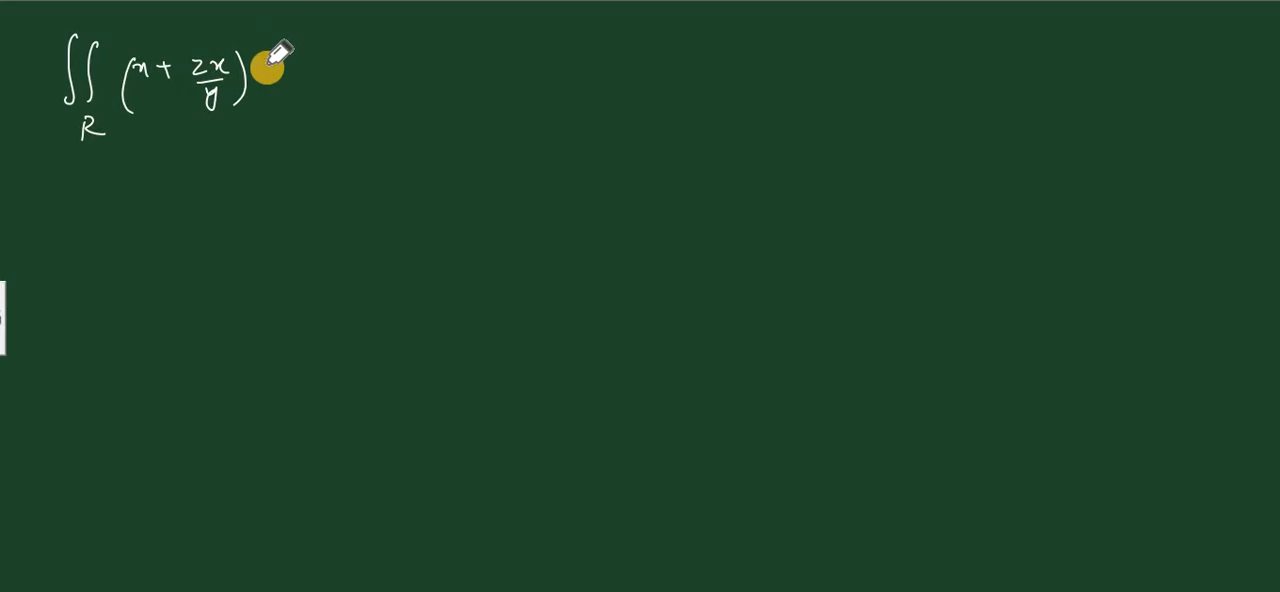 ∬_R (x + 2x/y)